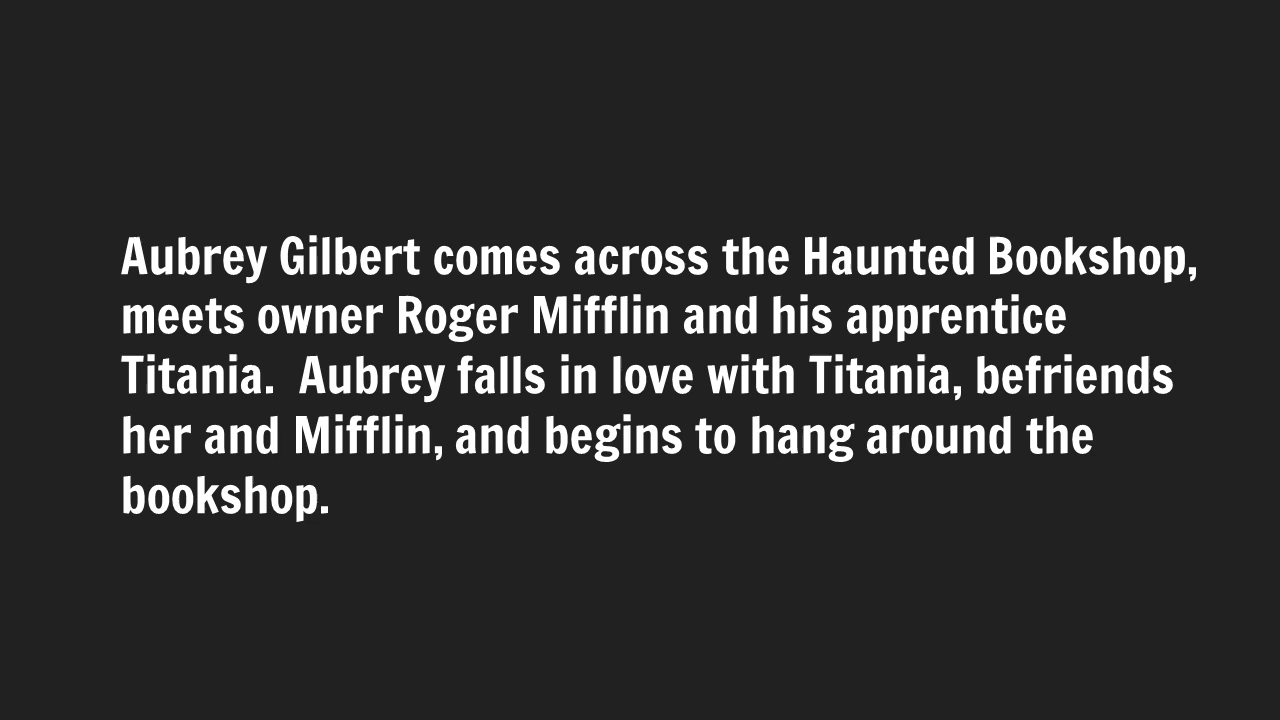 Aubrey Gilbert comes across the Haunted Bookshop,
meets owner Roger Mifflin and his apprentice
Titania.  Aubrey falls in love with Titania, befriends
her and Mifflin, and begins to hang around the
bookshop.